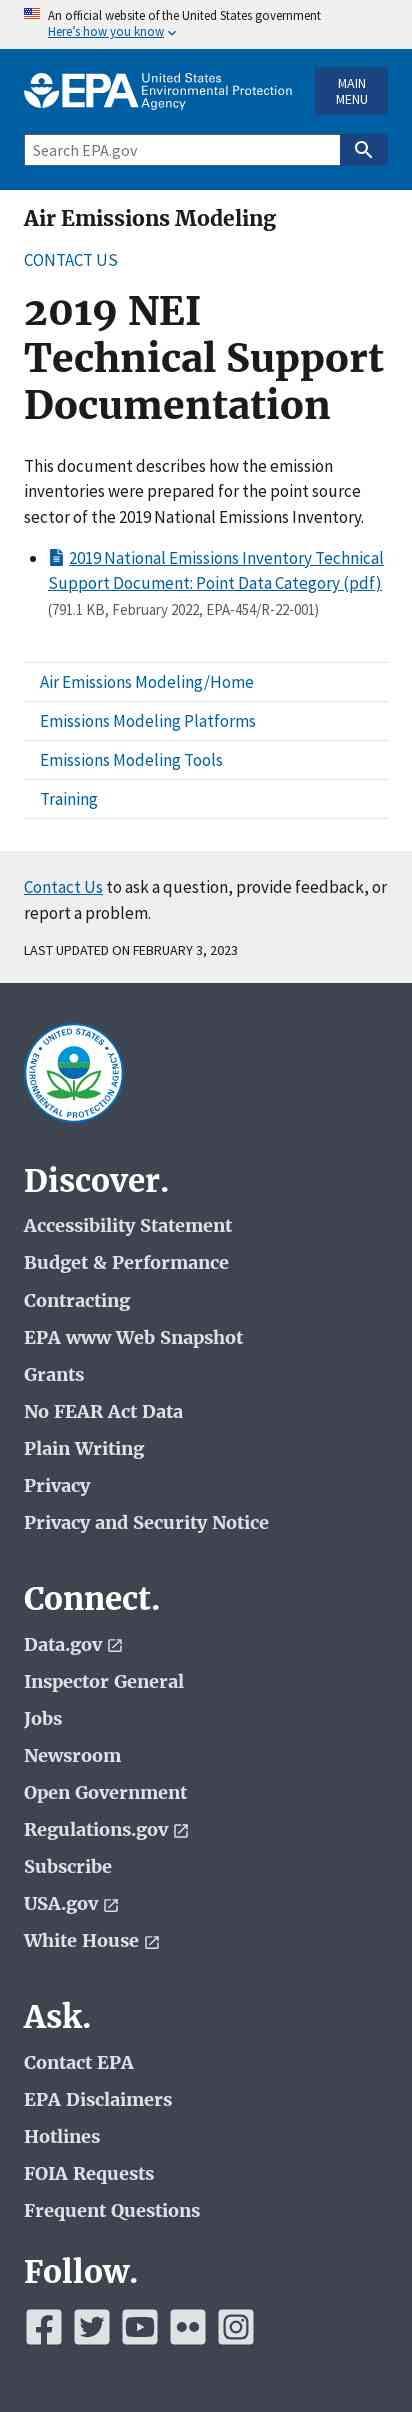 An official website of the United States government
Here's how you know
EPA United States
Environmental Protection
Agency
MAIN
MENU
Search EPA.gov
Air Emissions Modeling
CONTACT US
2019 NEI
Technical Support
Documentation
This document describes how the emission
inventories were prepared for the point source
sector of the 2019 National Emissions Inventory.
2019 National Emissions Inventory Technical
Support Document: Point Data Category (pdf)
(791.1 KB, February 2022, EPA-454/R-22-001)
Air Emissions Modeling/Home
Emissions Modeling Platforms
Emissions Modeling Tools
Training
Contact Us to ask a question, provide feedback, or
report a problem.
LAST UPDATED ON FEBRUARY 3, 2023
UNITED STATES
ENVIRONMENTAL PROTECTION AGENCY
Discover.
Accessibility Statement
Budget & Performance
Contracting
EPA www Web Snapshot
Grants
No FEAR Act Data
Plain Writing
Privacy
Privacy and Security Notice
Connect.
Data.gov
Inspector General
Jobs
Newsroom
Open Government
Regulations.gov
Subscribe
USA.gov
White House
Ask.
Contact EPA
EPA Disclaimers
Hotlines
FOIA Requests
Frequent Questions
Follow.